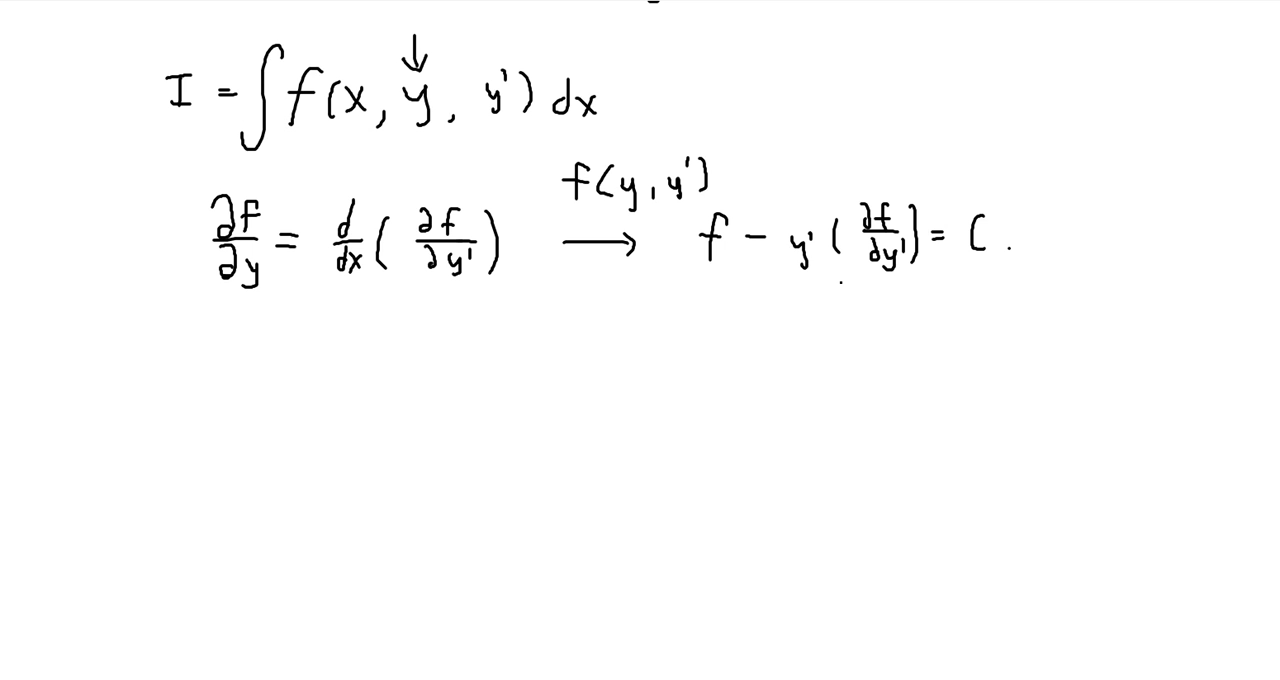 I = ∫ f(x, y, y') dx
f(y, y')
∂f/∂y = d/dx ( ∂f/∂y' ) ⟶ f − y' ( ∂f/∂y' ) = C.